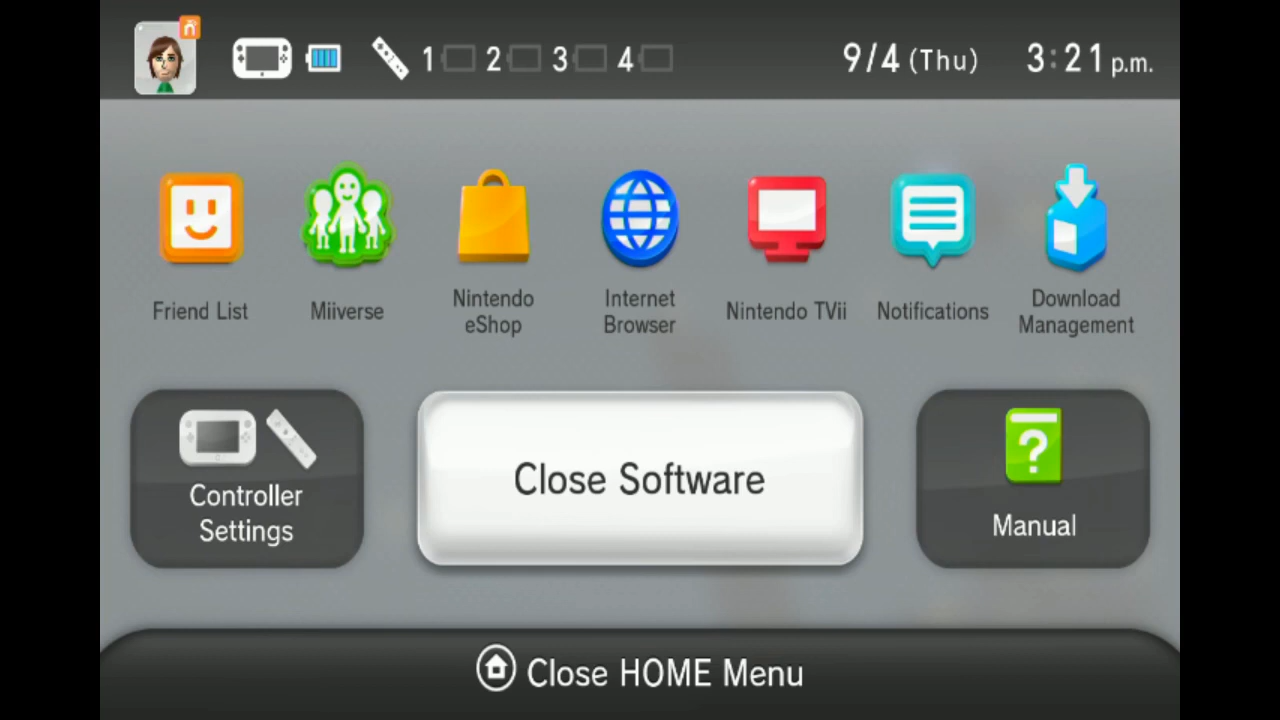 1 2 3 4 9/4 (Thu) 3:21 p.m.
Friend List
Miiverse
Nintendo
eShop
Internet
Browser
Nintendo TVii
Notifications
Download
Management
Controller
Settings
Close Software
?
Manual
Close HOME Menu